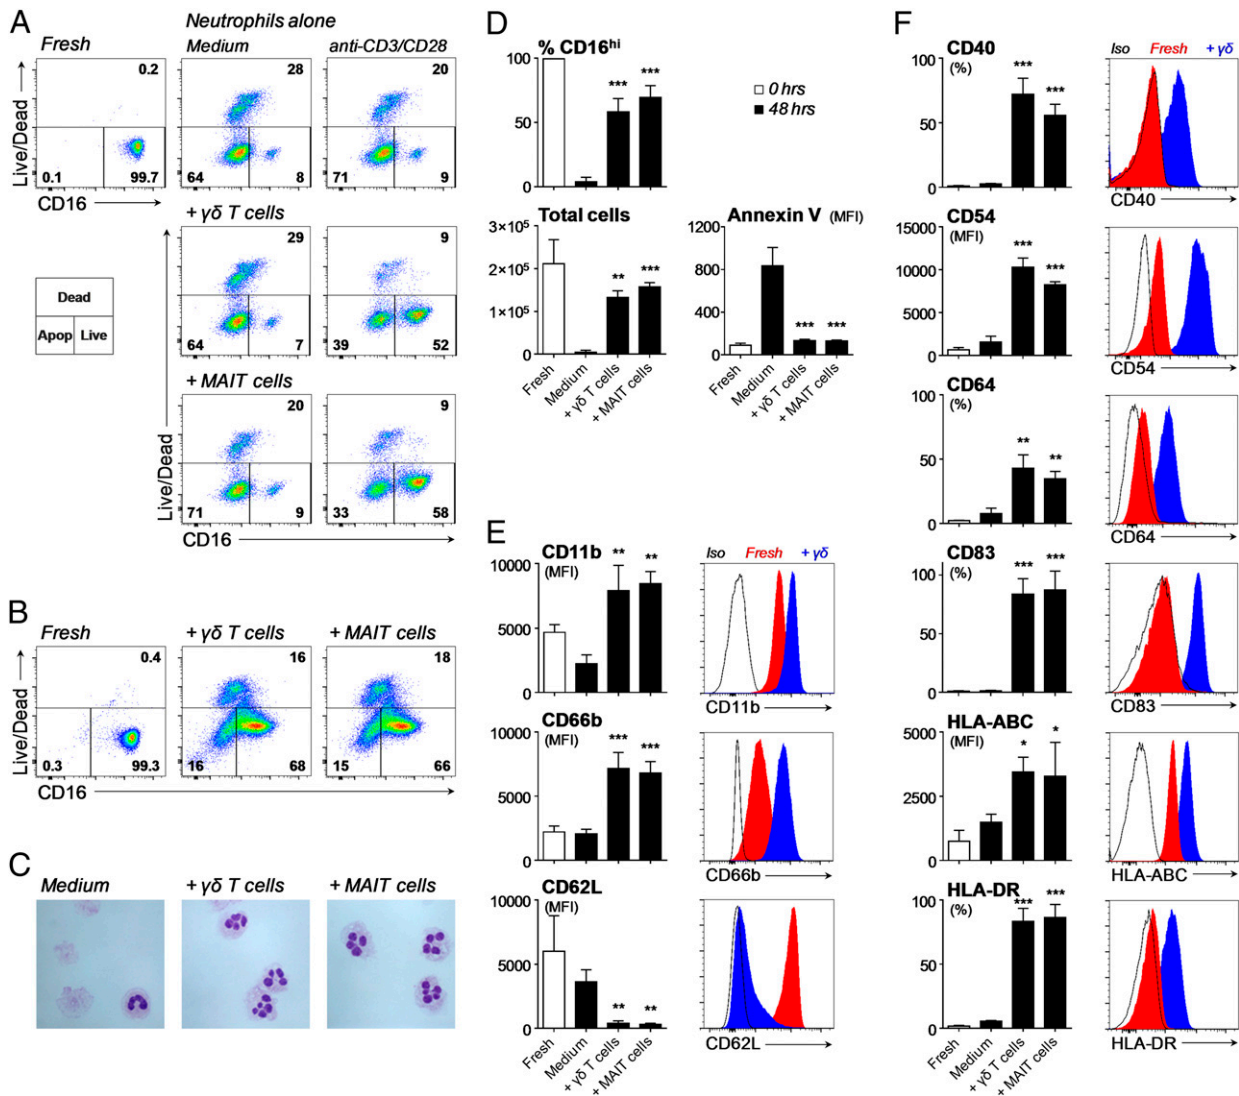 A
Neutrophils alone
Fresh
Medium
anti-CD3/CD28
Live/Dead
0.2
0.1
99.7
CD16
28
64
8
20
71
9
+ γδ T cells
29
64
7
9
39
52
Dead
Apop
Live
+ MAIT cells
20
71
9
9
33
58
Live/Dead
CD16
B
Fresh
+ γδ T cells
+ MAIT cells
Live/Dead
0.4
0.3
99.3
16
16
68
18
15
66
CD16
C
Medium
+ γδ T cells
+ MAIT cells
D
% CD16hi
100
50
0
***
***
0 hrs
48 hrs
Total cells
3×10⁵
2×10⁵
1×10⁵
0
**
***
Fresh
Medium
+ γδ T cells
+ MAIT cells
Annexin V (MFI)
1200
800
400
0
***
***
Fresh
Medium
+ γδ T cells
+ MAIT cells
E
CD11b
(MFI)
10000
5000
0
**
**
Iso
Fresh
+ γδ
CD11b
CD66b
(MFI)
10000
5000
0
***
***
CD66b
CD62L
(MFI)
10000
5000
0
**
**
CD62L
Fresh
Medium
+ γδ T cells
+ MAIT cells
F
CD40
(%)
100
50
0
***
***
Iso
Fresh
+ γδ
CD40
CD54
(MFI)
15000
10000
5000
0
***
***
CD54
CD64
(%)
100
50
0
**
**
CD64
CD83
(%)
100
50
0
***
***
CD83
HLA-ABC
(MFI)
5000
2500
0
*
*
HLA-ABC
HLA-DR
(%)
100
50
0
***
***
HLA-DR
Fresh
Medium
+ γδ T cells
+ MAIT cells